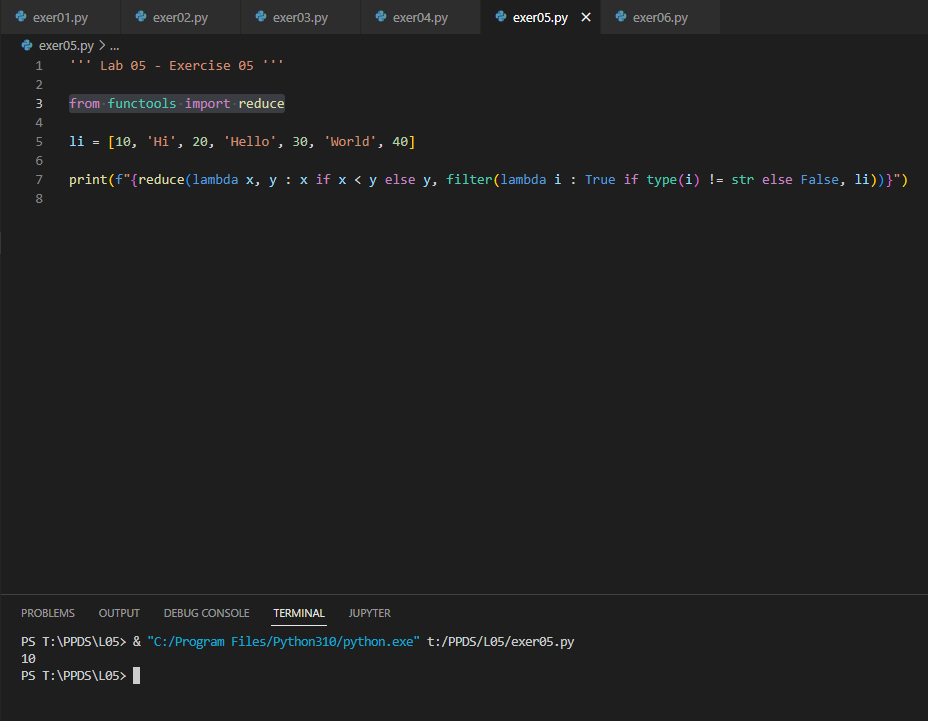 exer01.py exer02.py exer03.py exer04.py exer05.py exer06.py
exer05.py > ...
1 ''' Lab 05 - Exercise 05 '''
2
3 from functools import reduce
4
5 li = [10, 'Hi', 20, 'Hello', 30, 'World', 40]
6
7 print(f"{reduce(lambda x, y : x if x < y else y, filter(lambda i : True if type(i) != str else False, li))}")
8
PROBLEMS OUTPUT DEBUG CONSOLE TERMINAL JUPYTER
PS T:\PPDS\L05> & "C:/Program Files/Python310/python.exe" t:/PPDS/L05/exer05.py
10
PS T:\PPDS\L05>